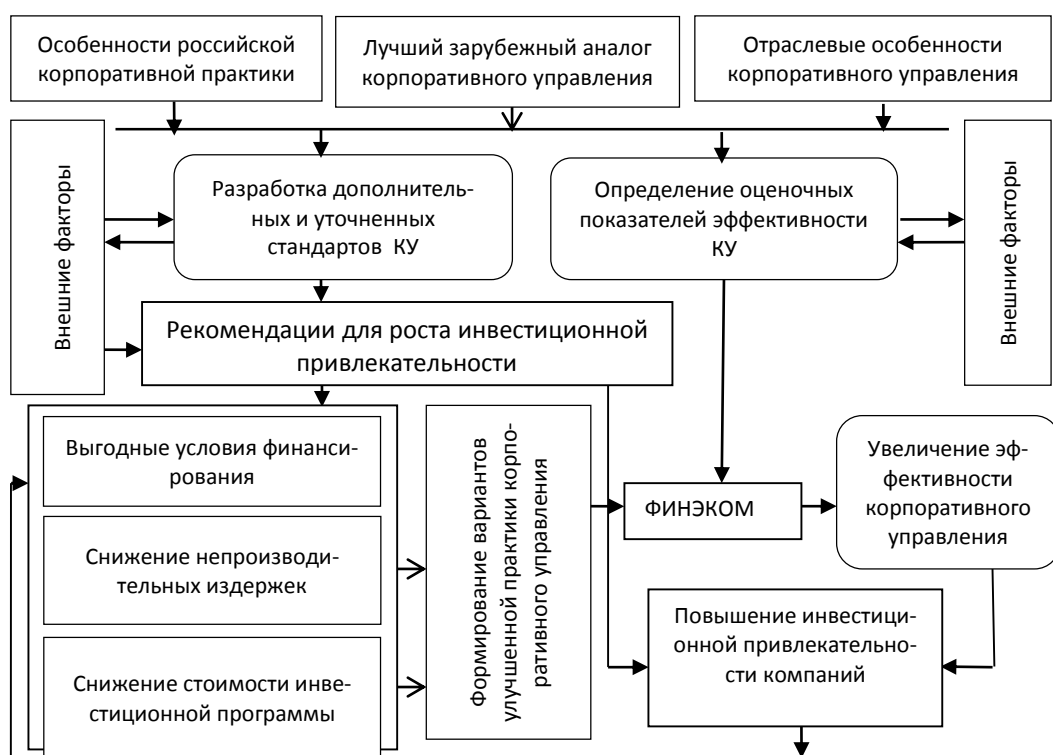 Особенности российской
корпоративной практики
Лучший зарубежный аналог
корпоративного управления
Отраслевые особенности
корпоративного управления
Внешние факторы
Разработка дополнитель-
ных и уточненных
стандартов КУ
Определение оценочных
показателей эффективности
КУ
Внешние факторы
Рекомендации для роста инвестиционной
привлекательности
Выгодные условия финанси-
рования
Снижение непроизводи-
тельных издержек
Снижение стоимости инве-
стиционной программы
Формирование вариантов
улучшенной практики корпо-
ративного управления
ФИНЭКОМ
Увеличение эф-
фективности
корпоративного
управления
Повышение инвестици-
онной привлекательно-
сти компаний